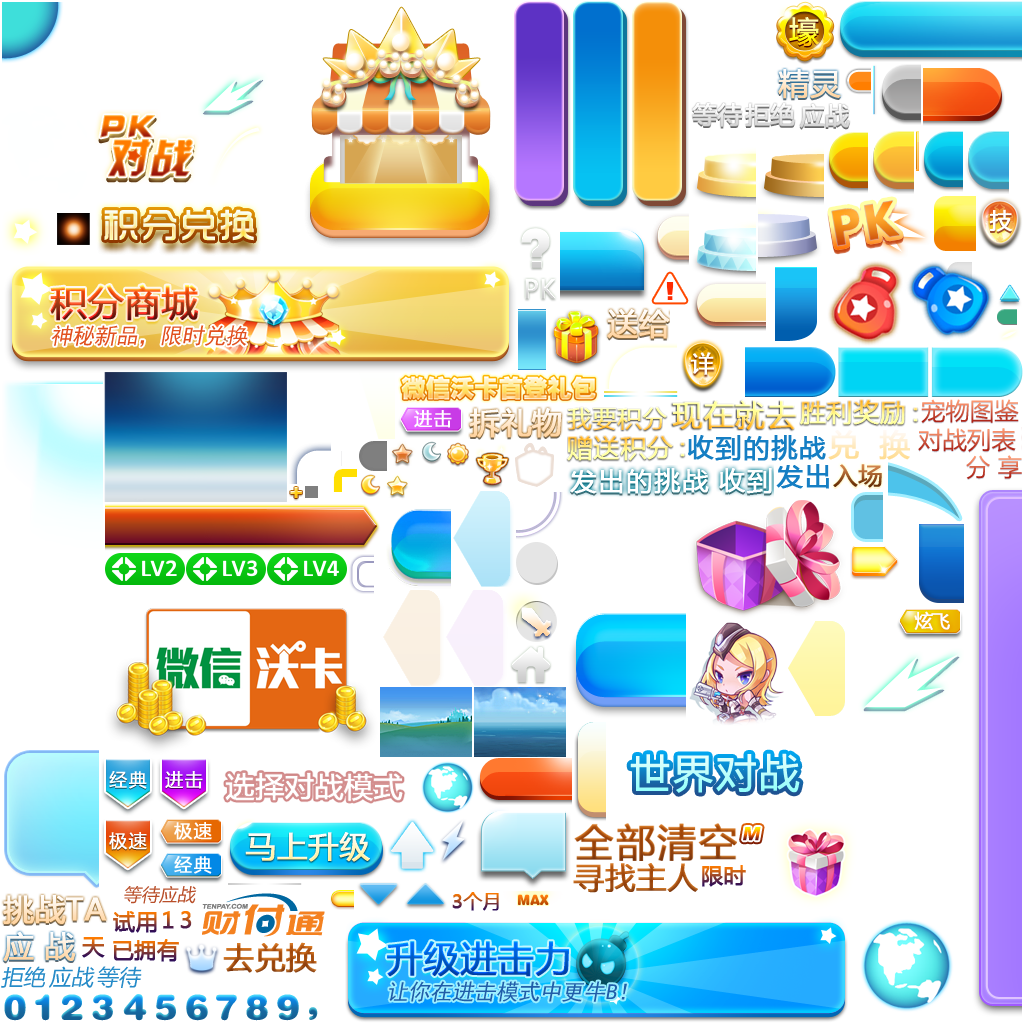 壕
精灵
等待 拒绝 应战
PK
对战
积分兑换
PK
技
?
PK
积分商城
神秘新品，限时兑换
送给
详
微信沃卡首登礼包
进击
拆礼物
我要积分
现在就去
胜利奖励：
宠物图鉴
赠送积分：
收到的挑战
兑 换
对战列表
发出的挑战
收到
发出
入场
分 享
LV2
LV3
LV4
炫飞
微信
沃卡
世界对战
经典
进击
选择对战模式
极速
极速
经典
马上升级
全部清空
M
寻找主人
限时
等待应战
挑战TA
试用
1 3
TENPAY.COM
财付通
3个月
MAX
应 战
天
已拥有
去兑换
拒绝 应战 等待
升级进击力
让你在进击模式中更牛B!
0123456789,